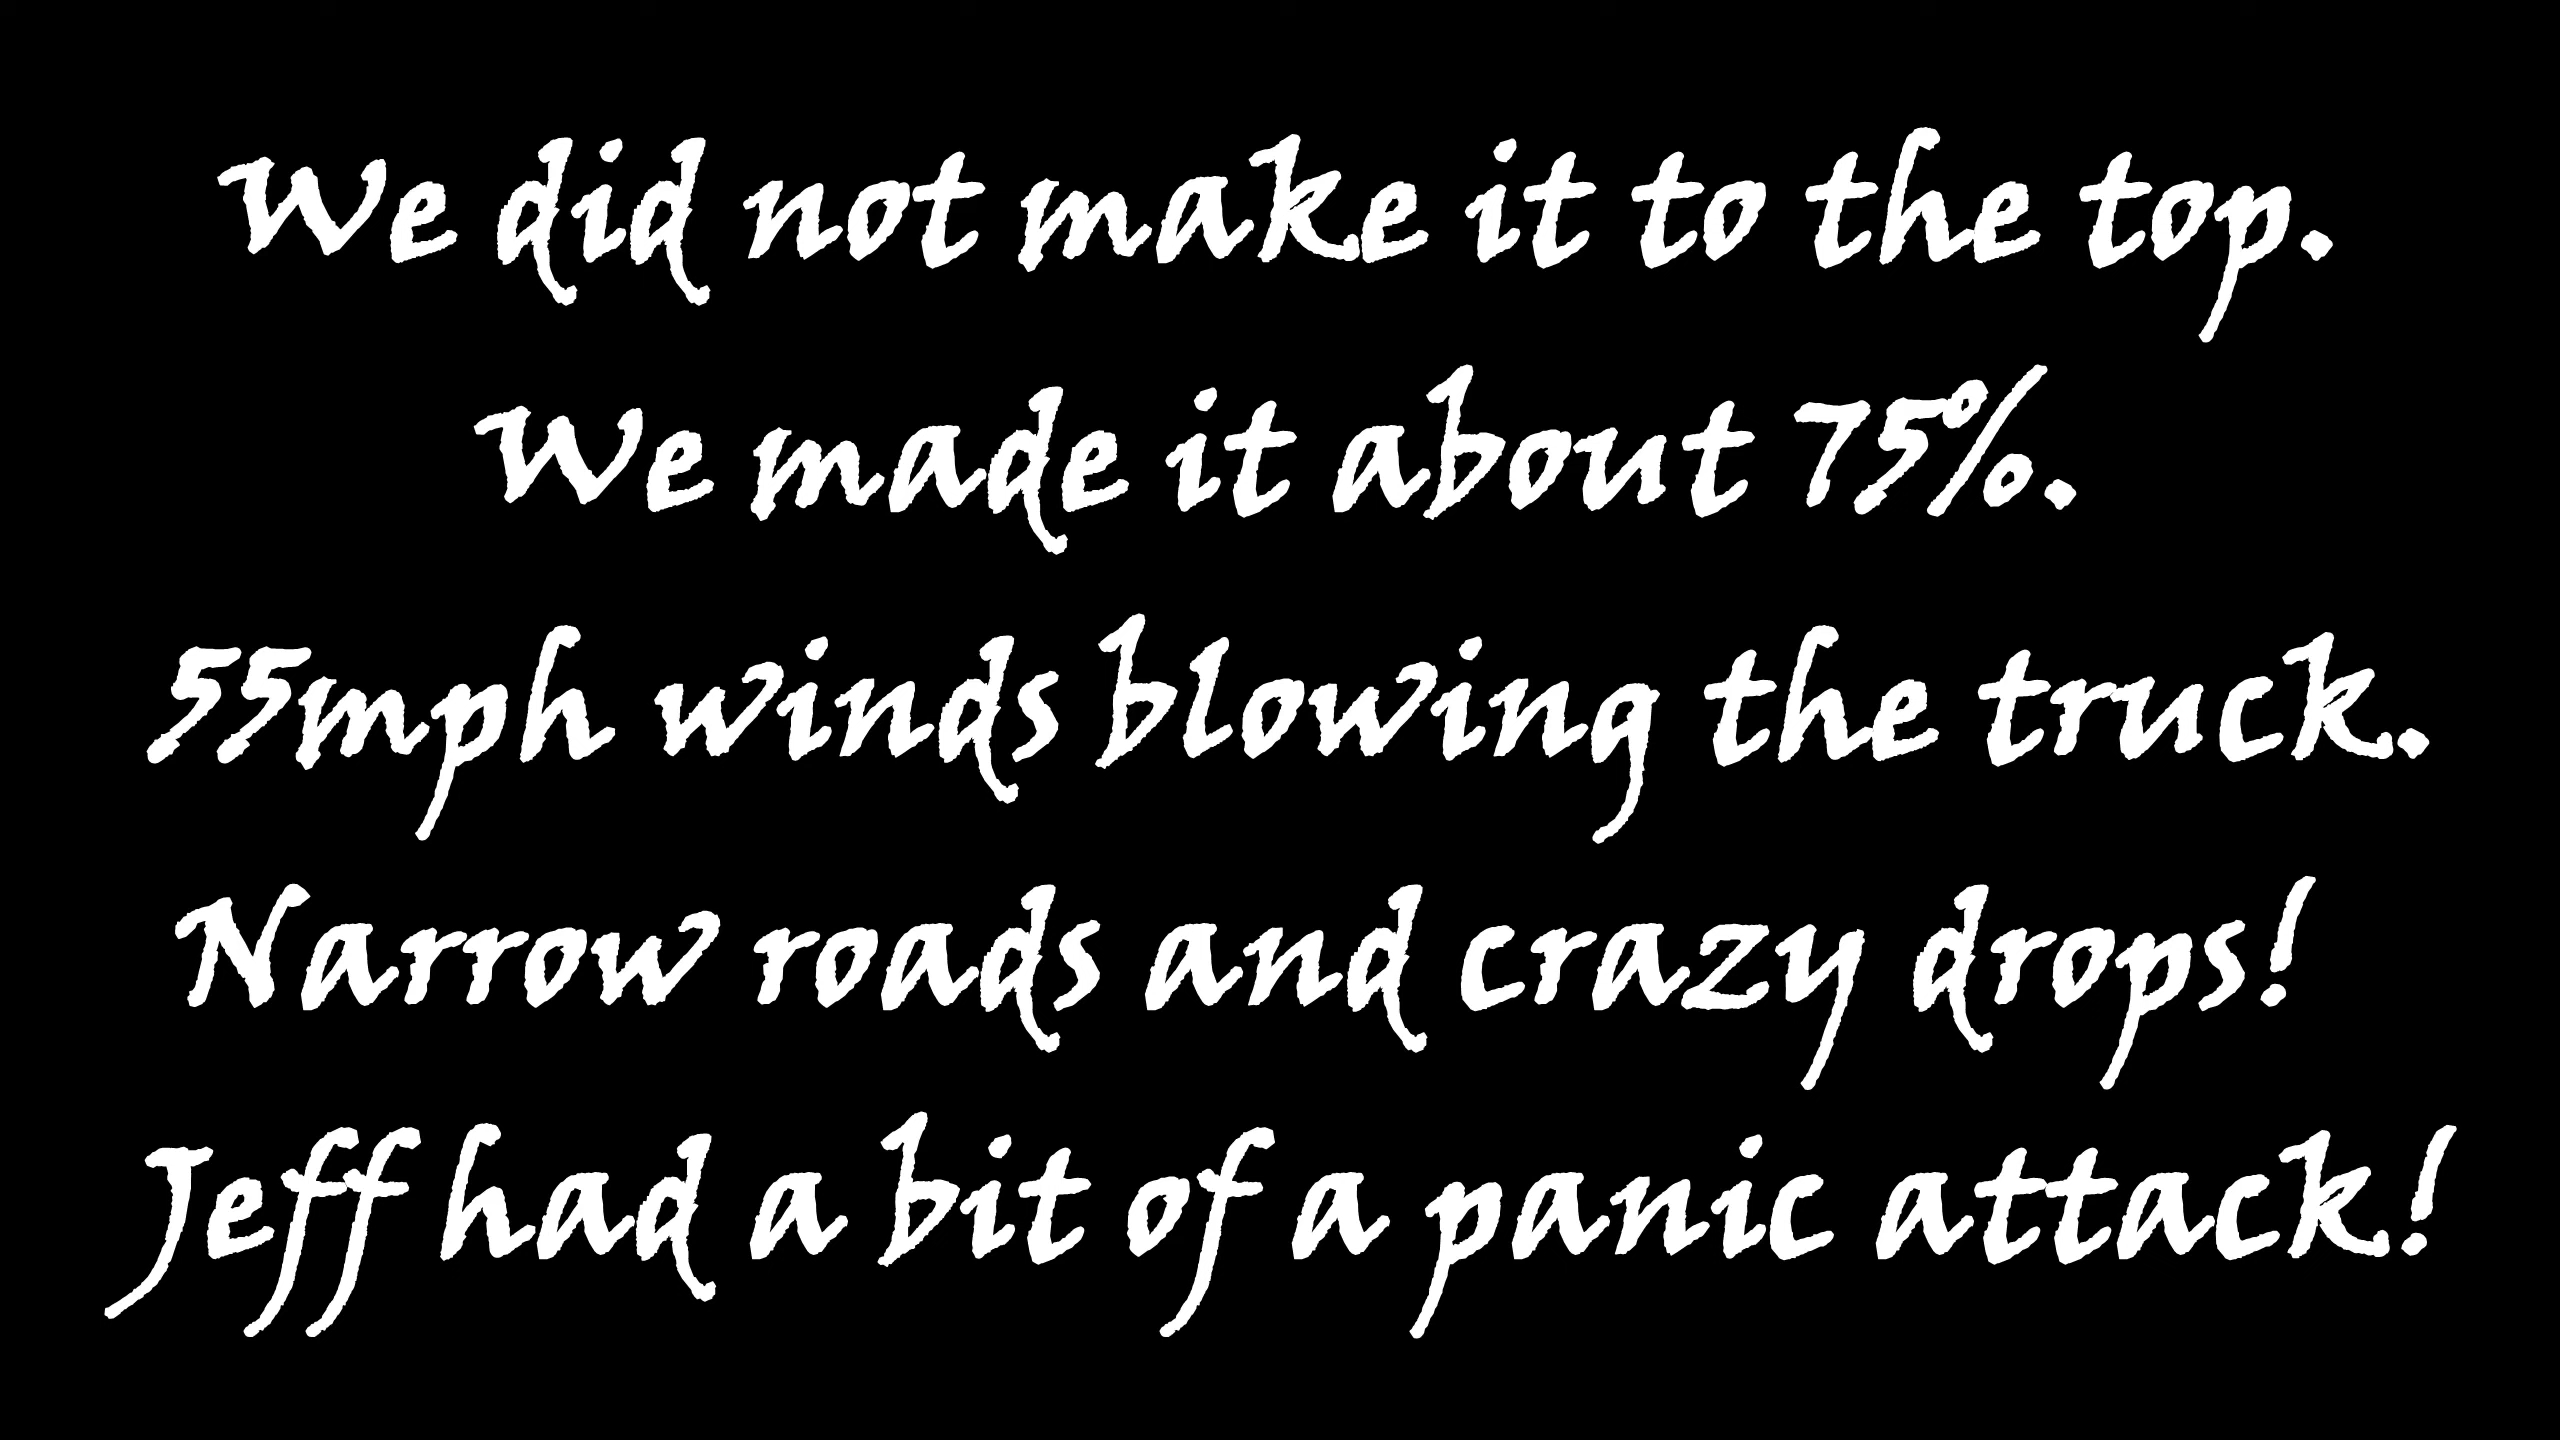 We did not make it to the top.
We made it about 75%.
55mph winds blowing the truck.
Narrow roads and crazy drops!
Jeff had a bit of a panic attack!